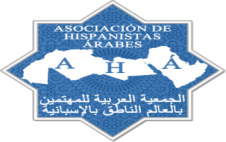 ASOCIACIÓN DE
HISPANISTAS
ÁRABES
A H Á
الجمعية العربية للمهتمين
بالعالم الناطق بالإسبانية